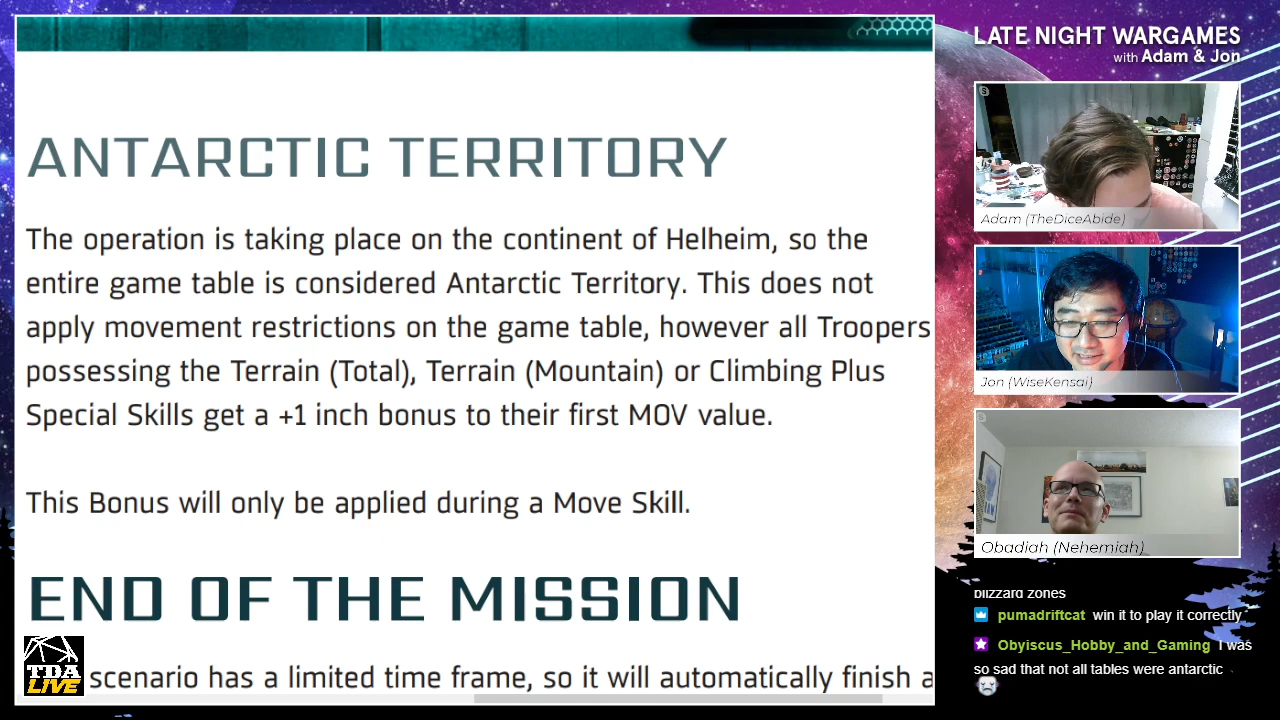 LATE NIGHT WARGAMES
with Adam & Jon
ANTARCTIC TERRITORY
The operation is taking place on the continent of Helheim, so the
entire game table is considered Antarctic Territory. This does not
apply movement restrictions on the game table, however all Troopers
possessing the Terrain (Total), Terrain (Mountain) or Climbing Plus
Special Skills get a +1 inch bonus to their first MOV value.
This Bonus will only be applied during a Move Skill.
END OF THE MISSION
scenario has a limited time frame, so it will automatically finish a
TDA
LIVE
Adam (TheDiceAbide)
Jon (WiseKensai)
Obadiah (Nehemiah)
blizzard zones
pumadriftcat win it to play it correctly
Obyiscus_Hobby_and_Gaming I was
so sad that not all tables were antarctic